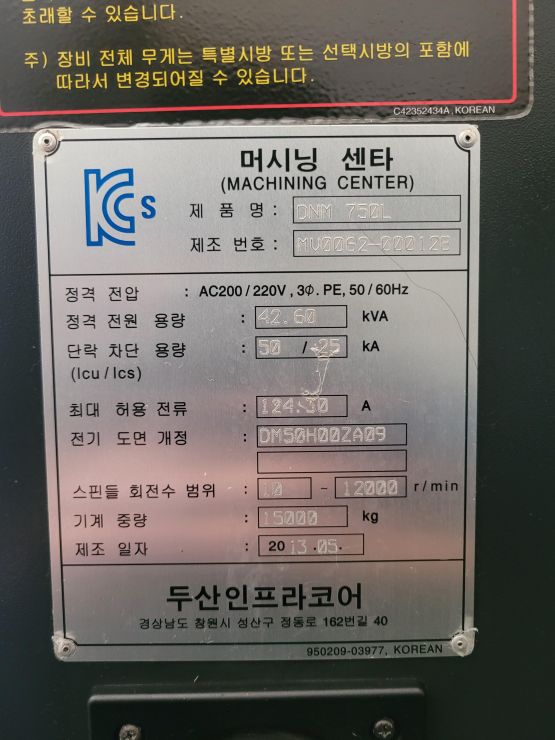 초래할 수 있습니다.
주) 장비 전체 무게는 특별시방 또는 선택시방의 포함에
따라서 변경되어질 수 있습니다.
C42352434A, KOREAN
머시닝 센타
(MACHINING CENTER)
KCs
제 품 명 : DNM 750L
제조 번호 : MV0062-000128
정격 전압 : AC200 / 220V , 3Φ. PE, 50 / 60Hz
정격 전원 용량 : 42.60 kVA
단락 차단 용량 : 50 / 25 kA
(Icu / Ics)
최대 허용 전류 : 124.30 A
전기 도면 개정 : DM50H00ZA09
스핀들 회전수 범위 : 10 ~ 12000 r/min
기계 중량 : 15000 kg
제조 일자 : 20 13.05.
두산인프라코어
경상남도 창원시 성산구 정동로 162번길 40
950209-03977, KOREAN